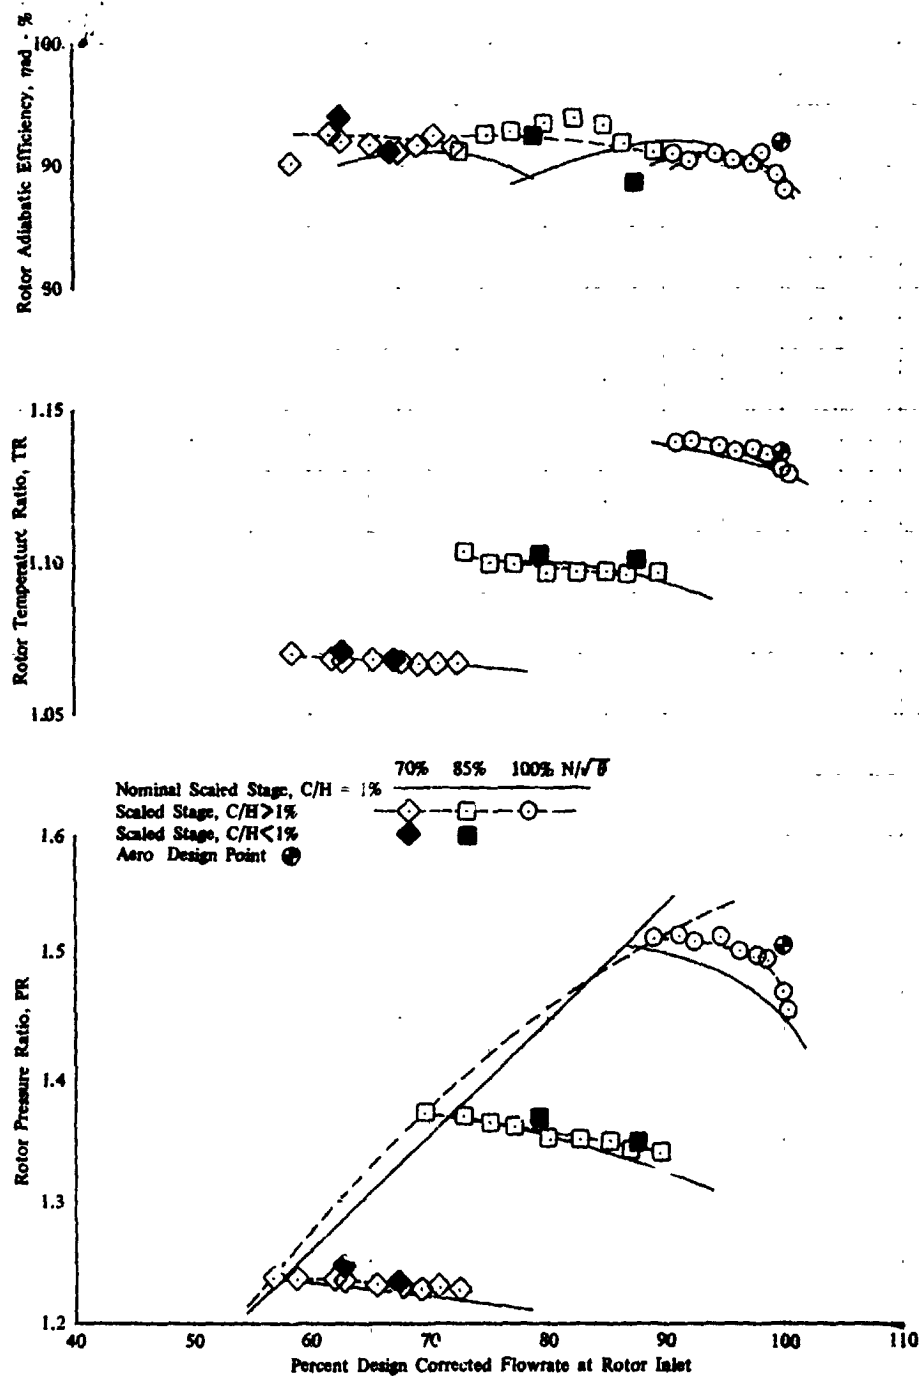 Rotor Adiabatic Efficiency, ηad - %
100
90
80
Rotor Temperature Ratio, TR
1.15
1.10
1.05
70% 85% 100% N/√θ
Nominal Scaled Stage, C/H = 1%
Scaled Stage, C/H>1%
Scaled Stage, C/H<1%
Aero Design Point
Rotor Pressure Ratio, PR
1.6
1.5
1.4
1.3
1.2
40 50 60 70 80 90 100 110
Percent Design Corrected Flowrate at Rotor Inlet